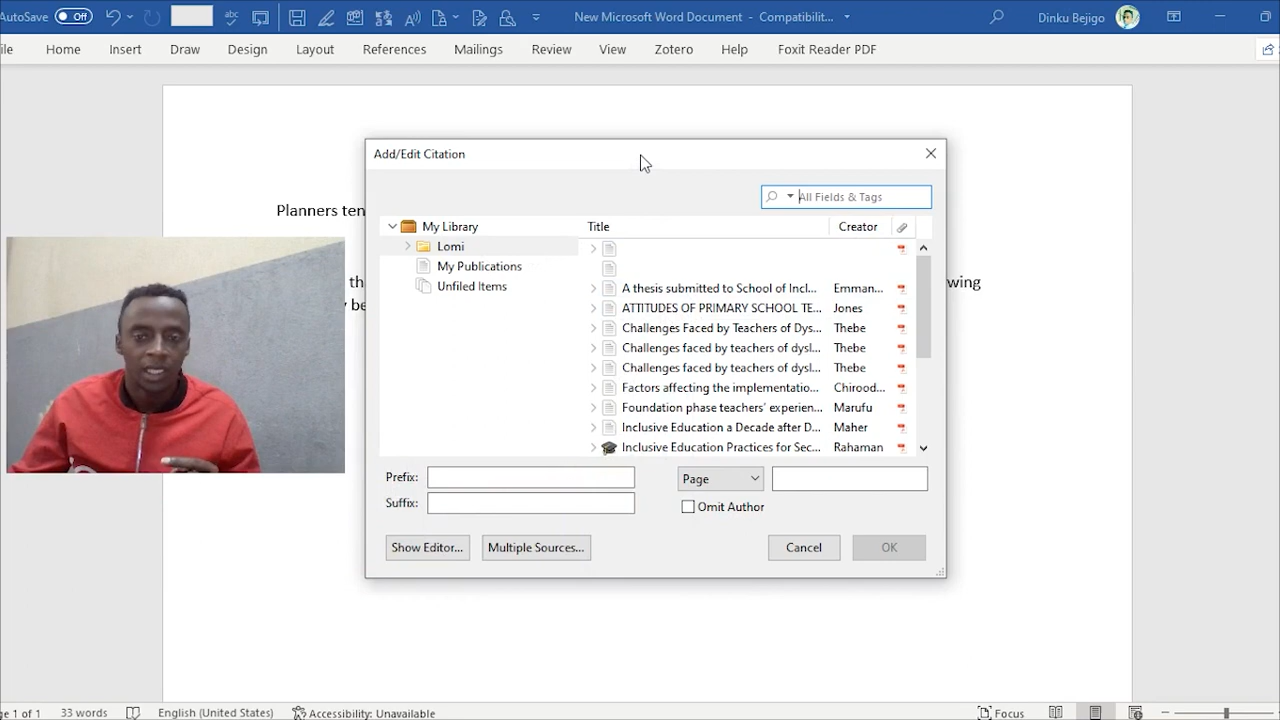 AutoSave Off New Microsoft Word Document - Compatibilit... Dinku Bejigo
Home Insert Draw Design Layout References Mailings Review View Zotero Help Foxit Reader PDF
Planners
Add/Edit Citation
All Fields & Tags
My Library
Lomi
My Publications
Unfiled Items
Title Creator
A thesis submitted to School of Incl... Emman...
ATTITUDES OF PRIMARY SCHOOL TE... Jones
Challenges Faced by Teachers of Dys... Thebe
Challenges faced by teachers of dysl... Thebe
Challenges faced by teachers of dysl... Thebe
Factors affecting the implementatio... Chirood...
Foundation phase teachers' experien... Marufu
Inclusive Education a Decade after D... Maher
Inclusive Education Practices for Sec... Rahaman
Prefix: Page
Suffix: Omit Author
Show Editor... Multiple Sources... Cancel OK
1 of 1 33 words English (United States) Accessibility: Unavailable Focus